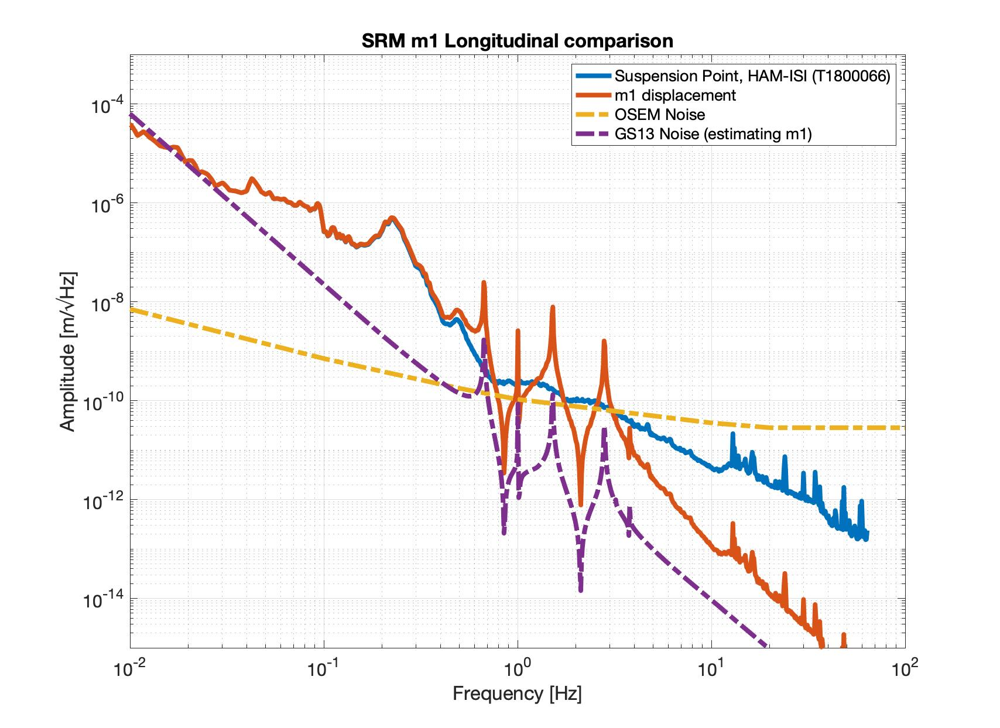 SRM m1 Longitudinal comparison
Suspension Point, HAM-ISI (T1800066)
m1 displacement
OSEM Noise
GS13 Noise (estimating m1)
Amplitude [m/√Hz]
10^-4
10^-6
10^-8
10^-10
10^-12
10^-14
10^-2 10^-1 10^0 10^1 10^2
Frequency [Hz]